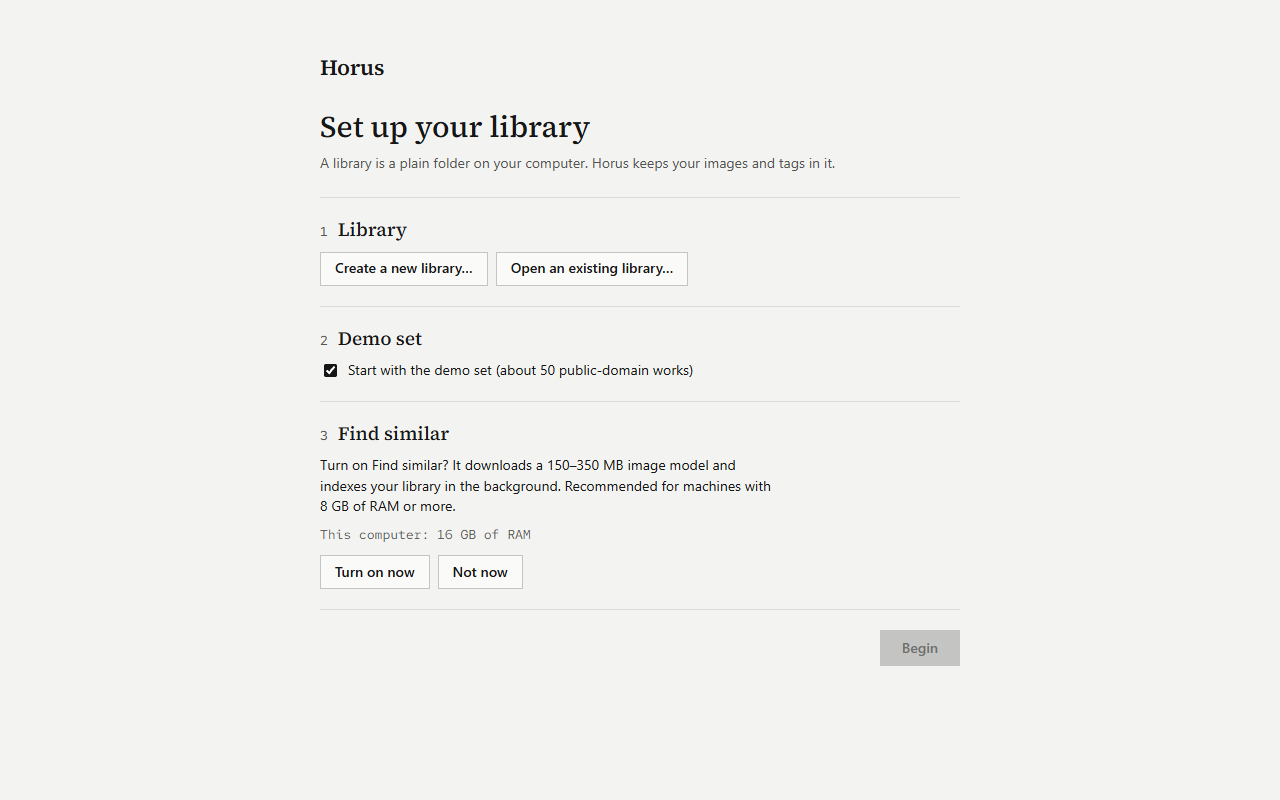 Horus
Set up your library
A library is a plain folder on your computer. Horus keeps your images and tags in it.
1 Library
Create a new library... Open an existing library...
2 Demo set
Start with the demo set (about 50 public-domain works)
3 Find similar
Turn on Find similar? It downloads a 150–350 MB image model and
indexes your library in the background. Recommended for machines with
8 GB of RAM or more.
This computer: 16 GB of RAM
Turn on now Not now
Begin